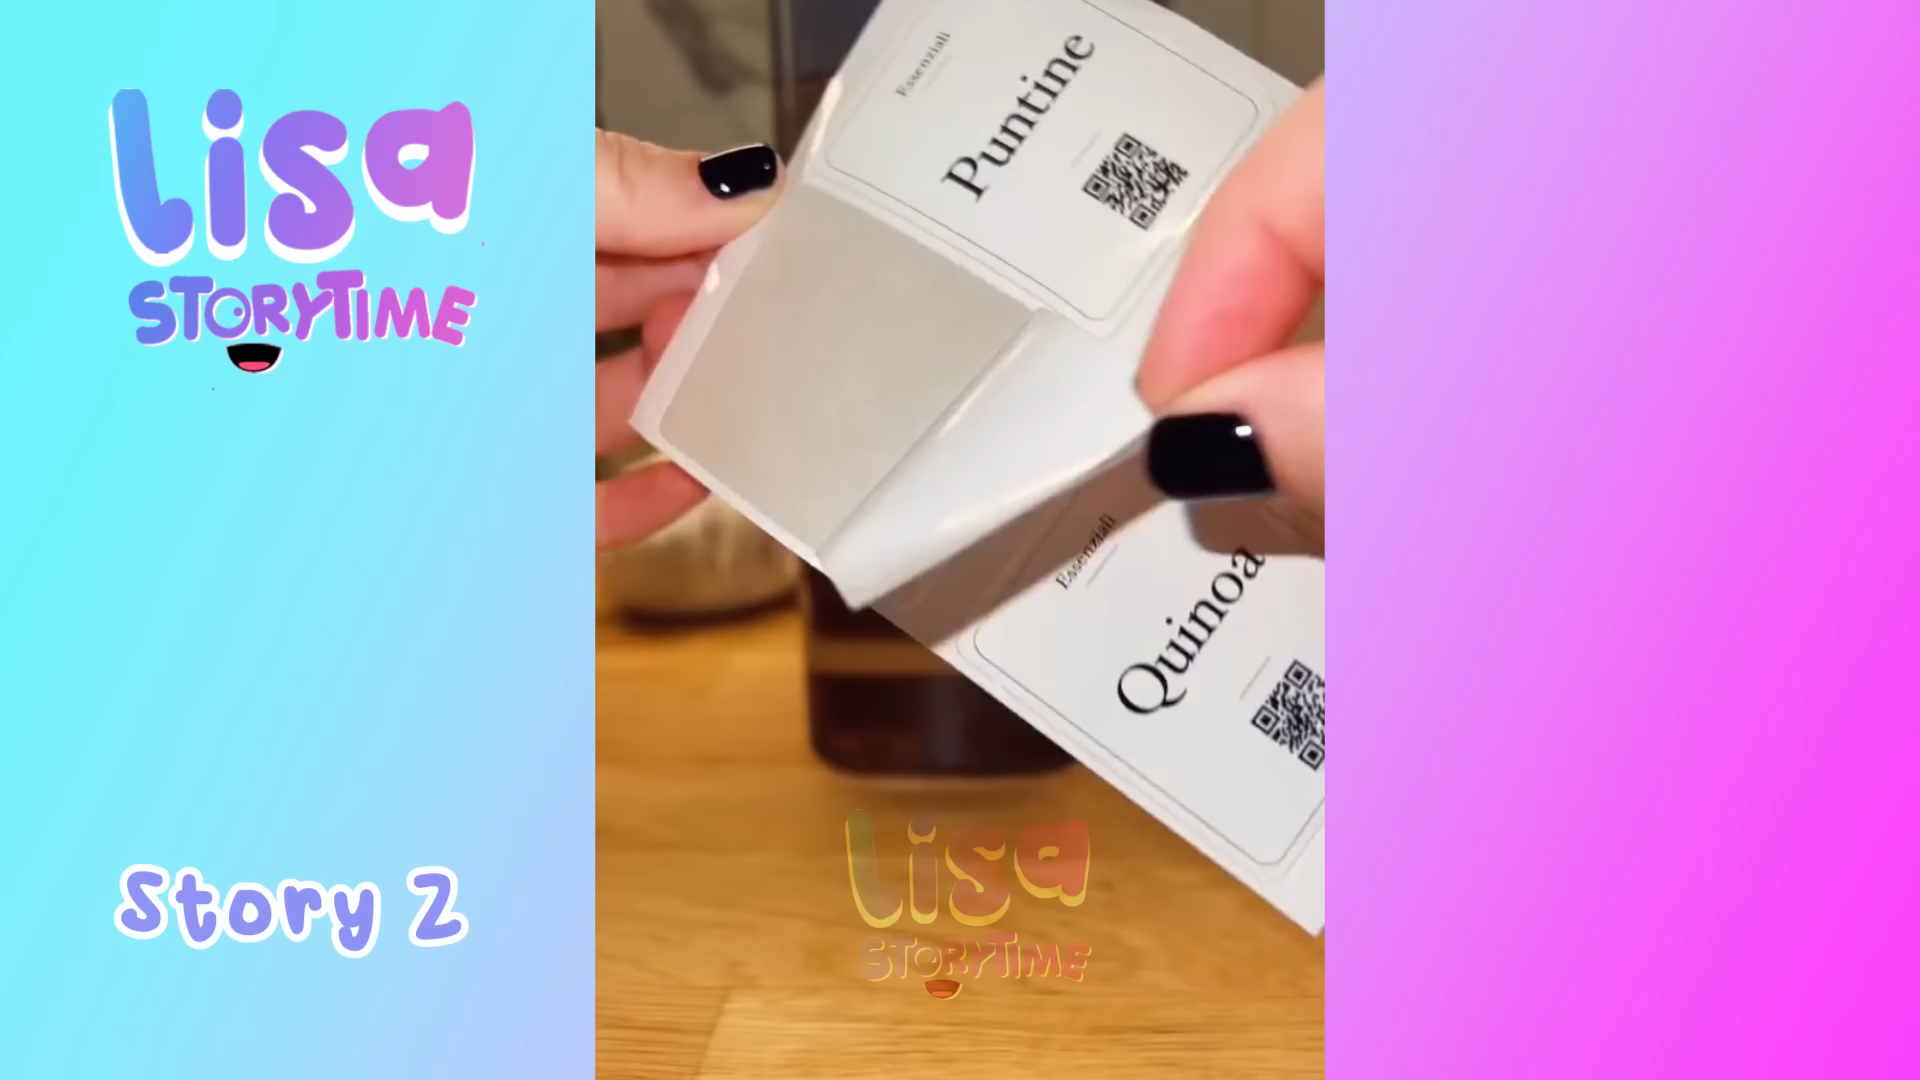 Lisa
STORYTIME
Story 2
Essenziali
Puntine
Essenziali
Quinoa
Lisa
STORYTIME